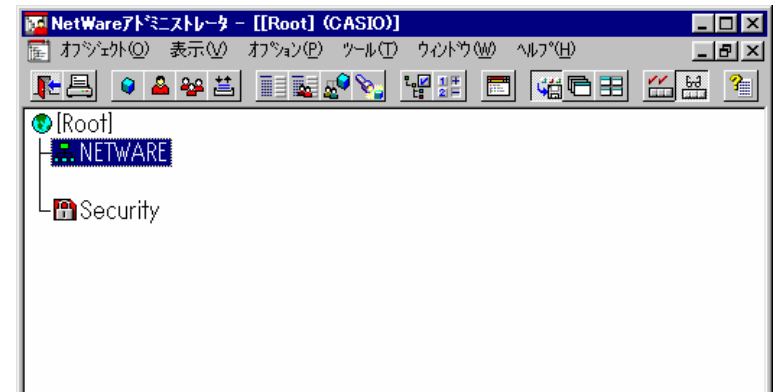 NetWareｱﾄﾞﾐﾆｽﾄﾚｰﾀ - [[Root] (CASIO)]
ｵﾌﾞｼﾞｪｸﾄ(O) 表示(V) ｵﾌﾟｼｮﾝ(P) ﾂｰﾙ(T) ｳｨﾝﾄﾞｳ(W) ﾍﾙﾌﾟ(H)
[Root]
NETWARE
Security